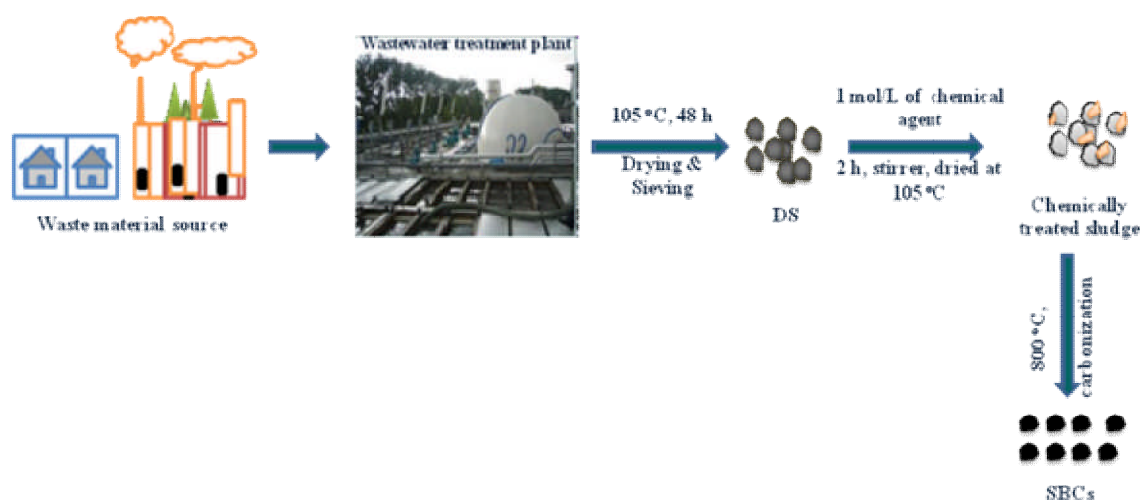 Wastewater treatment plant
Waste material source
105 °C, 48 h
Drying &
Sieving
DS
1 mol/L of chemical
agent
2 h, stirrer, dried at
105 °C
Chemically
treated sludge
800 °C,
carbonization
SBCs